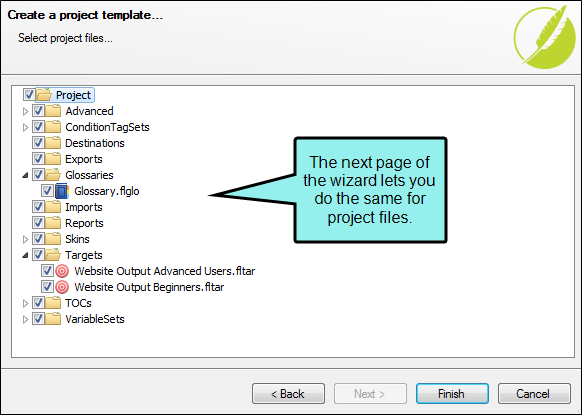 Create a project template...
Select project files...
Project
Advanced
ConditionTagSets
Destinations
Exports
Glossaries
Glossary.flglo
Imports
Reports
Skins
Targets
Website Output Advanced Users.fltar
Website Output Beginners.fltar
TOCs
VariableSets
The next page of
the wizard lets you
do the same for
project files.
< Back
Next >
Finish
Cancel